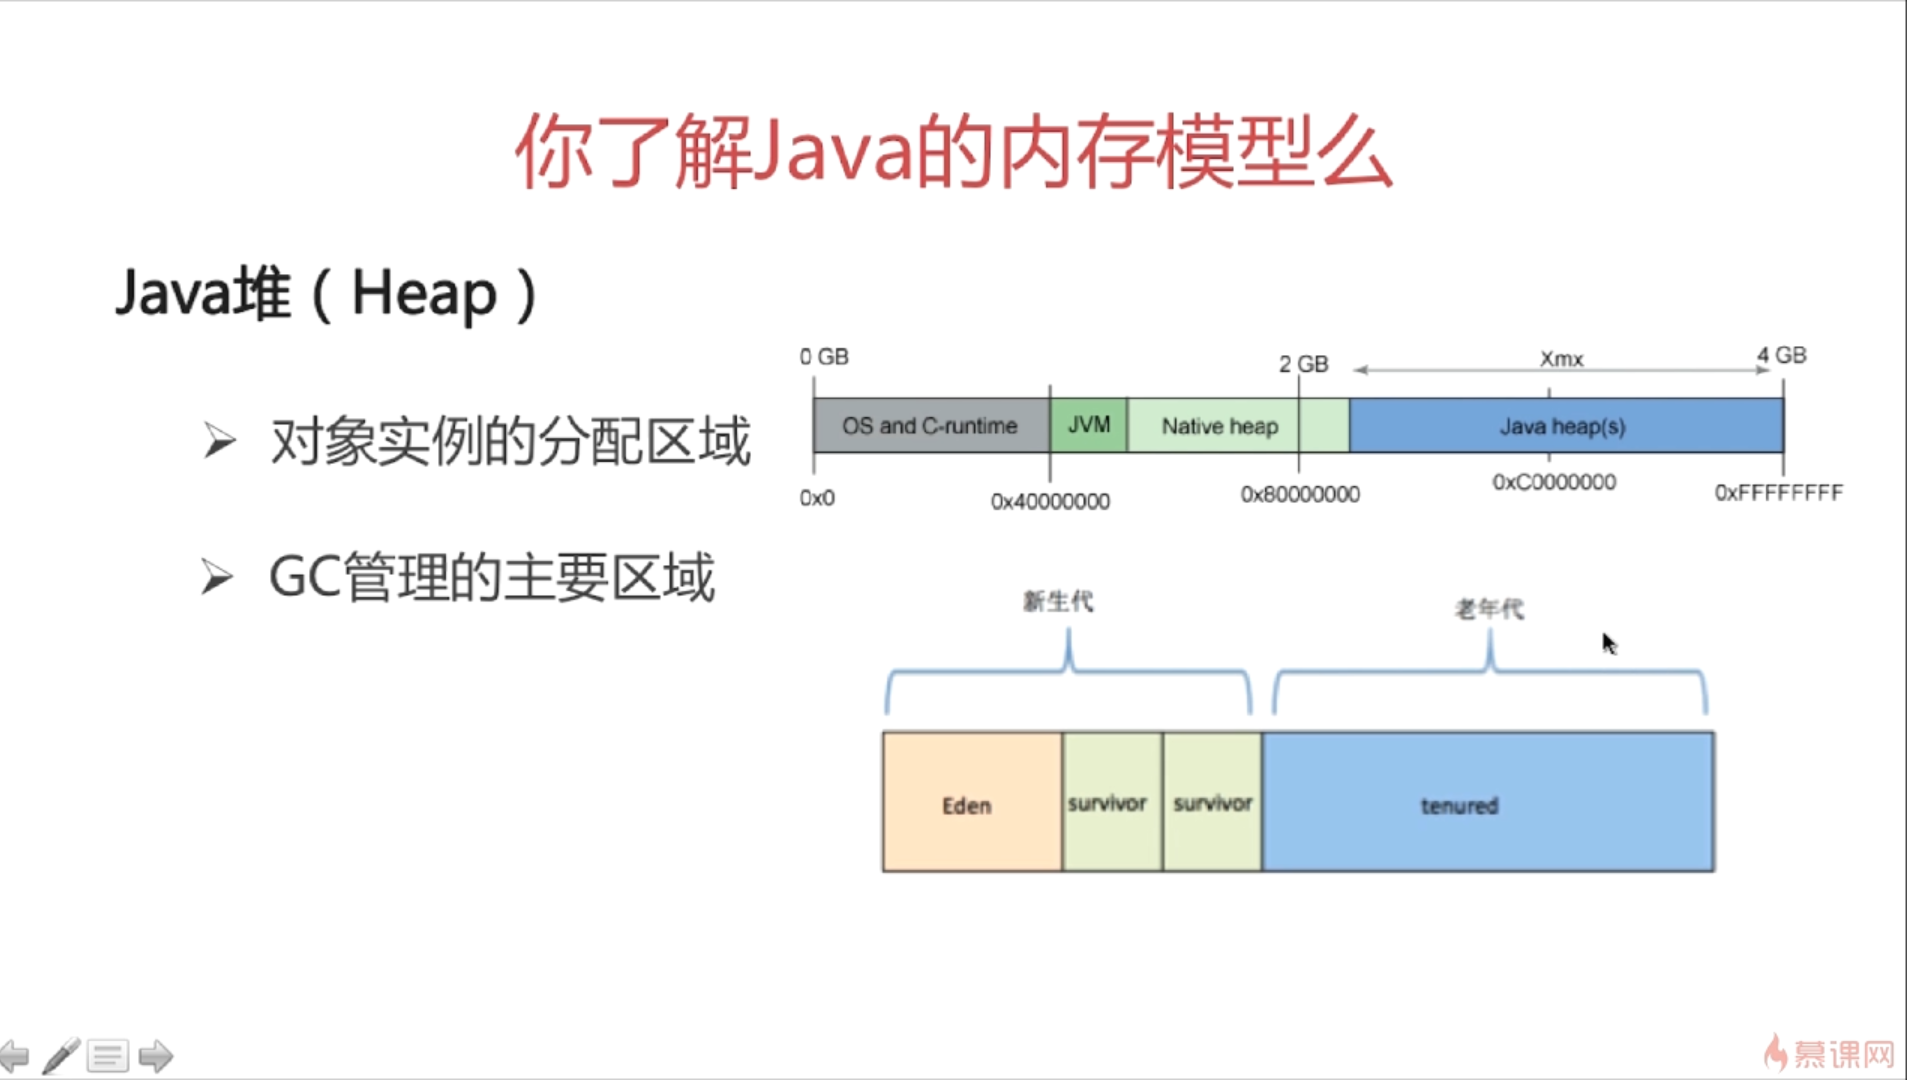 你了解Java的内存模型么
Java堆（Heap）
对象实例的分配区域
GC管理的主要区域
0 GB 2 GB Xmx 4 GB
OS and C-runtime JVM Native heap Java heap(s)
0x0 0x40000000 0x80000000 0xC0000000 0xFFFFFFFF
新生代 老年代
Eden survivor survivor tenured
慕课网